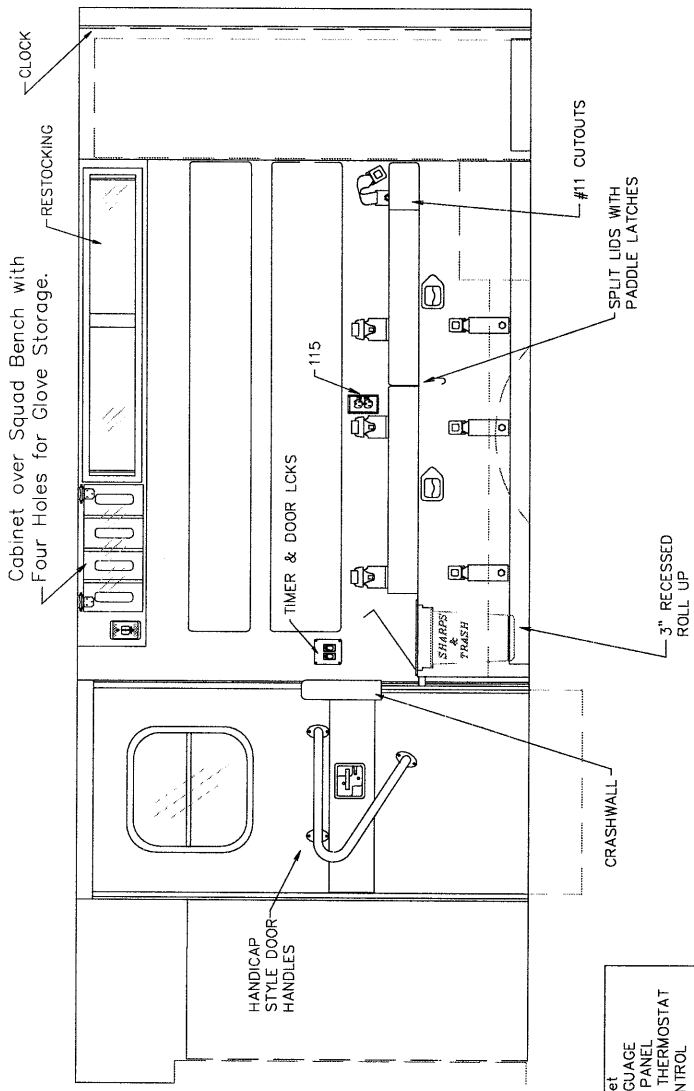 CLOCK
RESTOCKING
Cabinet over Squad Bench with
Four Holes for Glove Storage.
115
#11 CUTOUTS
SPLIT LIDS WITH
PADDLE LATCHES
TIMER & DOOR LCKS
SHARPS
&
TRASH
3" RECESSED
ROLL UP
CRASHWALL
HANDICAP
STYLE DOOR
HANDLES
PANEL
THERMOSTAT